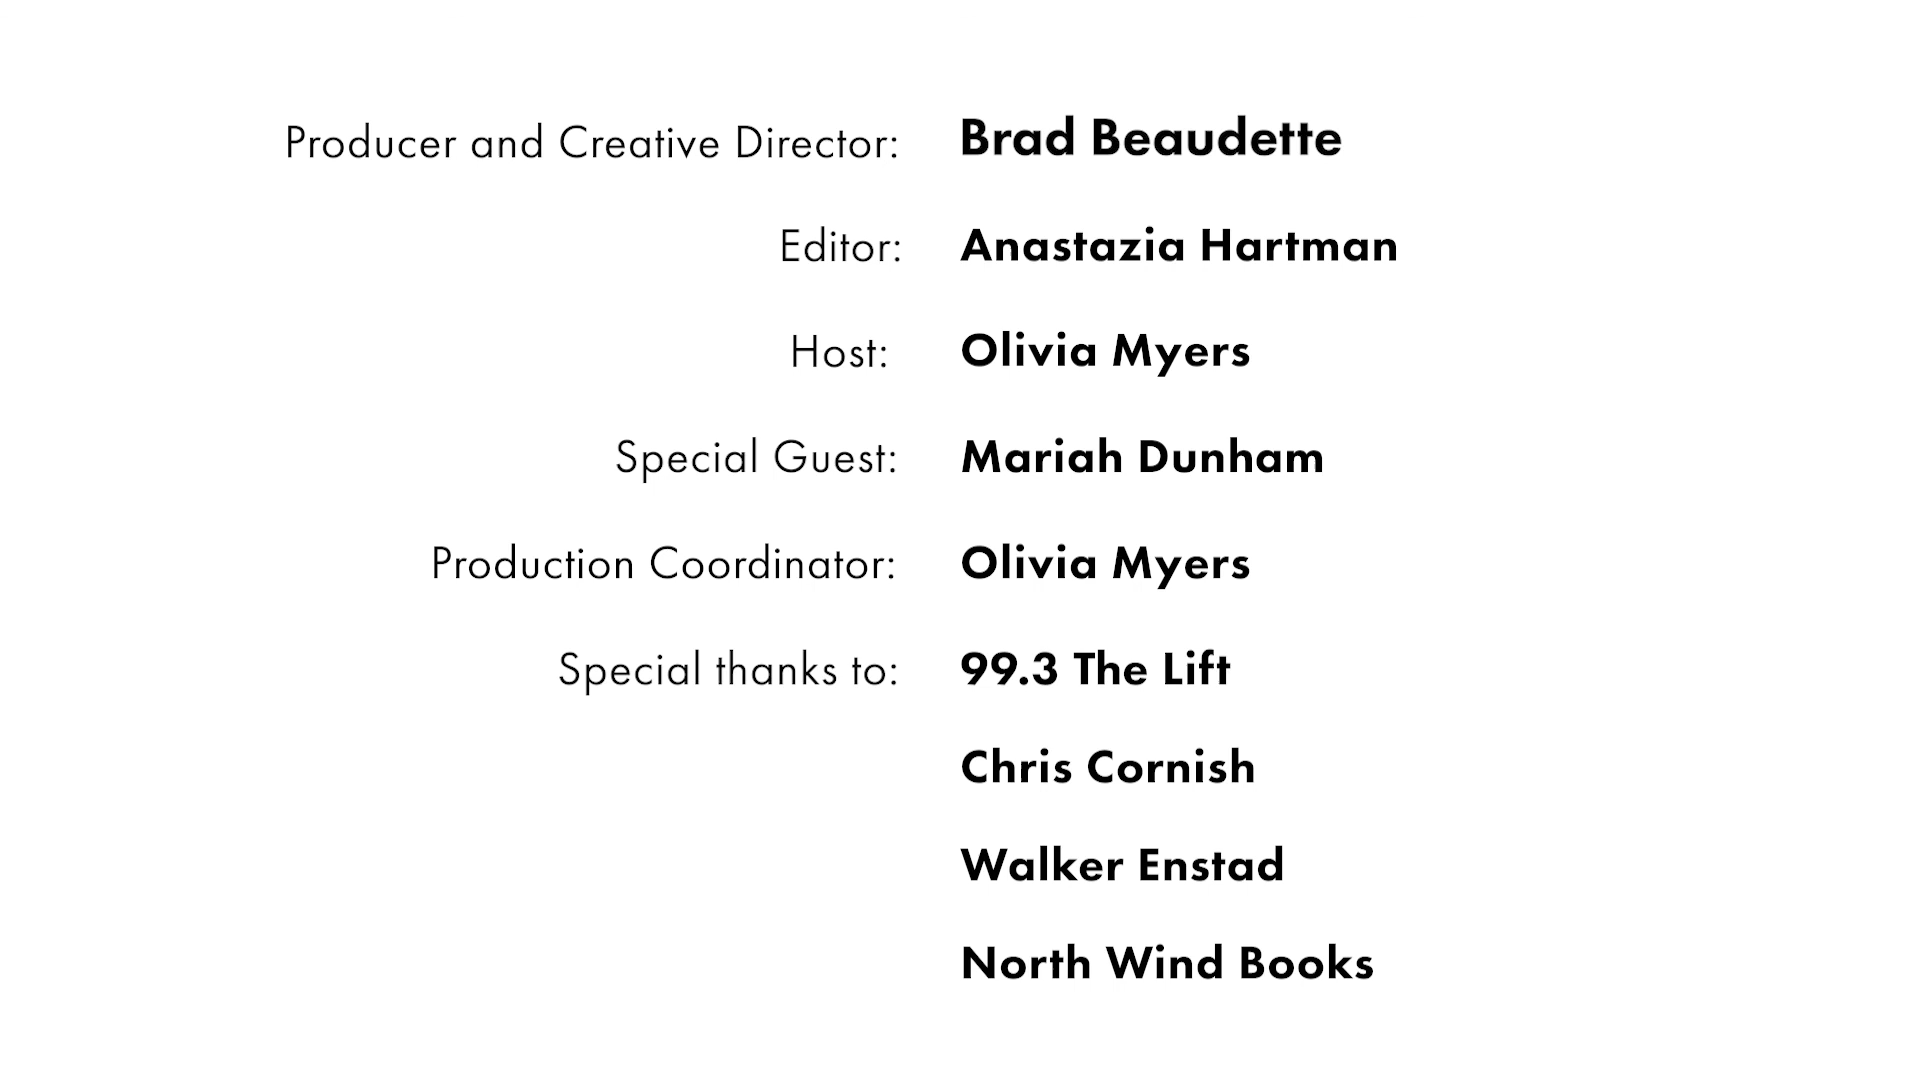 Producer and Creative Director: Brad Beaudette
Editor: Anastazia Hartman
Host: Olivia Myers
Special Guest: Mariah Dunham
Production Coordinator: Olivia Myers
Special thanks to: 99.3 The Lift
Chris Cornish
Walker Enstad
North Wind Books